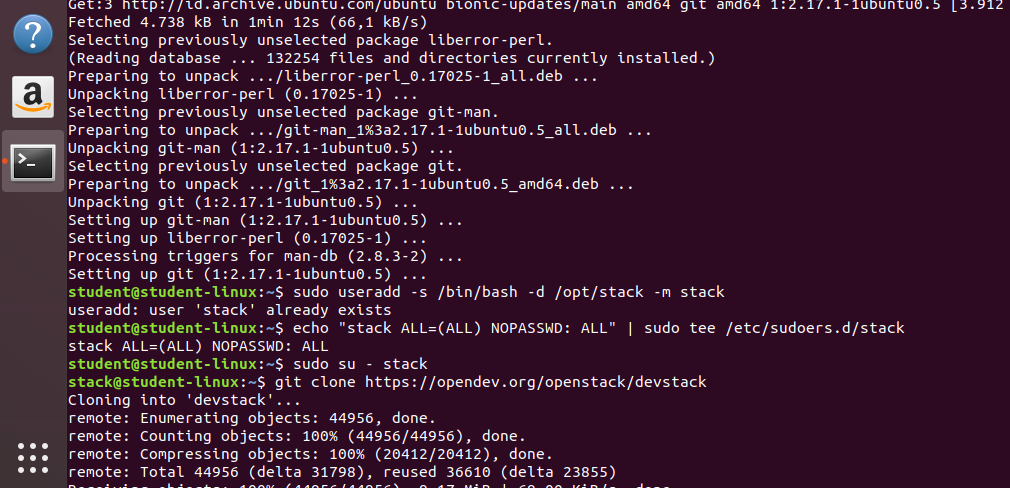 Get:3 http://id.archive.ubuntu.com/ubuntu bionic-updates/main amd64 git amd64 1:2.17.1-1ubuntu0.5 [3.912
Fetched 4.738 kB in 1min 12s (66,1 kB/s)
Selecting previously unselected package liberror-perl.
(Reading database ... 132254 files and directories currently installed.)
Preparing to unpack .../liberror-perl_0.17025-1_all.deb ...
Unpacking liberror-perl (0.17025-1) ...
Selecting previously unselected package git-man.
Preparing to unpack .../git-man_1%3a2.17.1-1ubuntu0.5_all.deb ...
Unpacking git-man (1:2.17.1-1ubuntu0.5) ...
Selecting previously unselected package git.
Preparing to unpack .../git_1%3a2.17.1-1ubuntu0.5_amd64.deb ...
Unpacking git (1:2.17.1-1ubuntu0.5) ...
Setting up git-man (1:2.17.1-1ubuntu0.5) ...
Setting up liberror-perl (0.17025-1) ...
Processing triggers for man-db (2.8.3-2) ...
Setting up git (1:2.17.1-1ubuntu0.5) ...
student@student-linux:~$ sudo useradd -s /bin/bash -d /opt/stack -m stack
useradd: user 'stack' already exists
student@student-linux:~$ echo "stack ALL=(ALL) NOPASSWD: ALL" | sudo tee /etc/sudoers.d/stack
stack ALL=(ALL) NOPASSWD: ALL
student@student-linux:~$ sudo su - stack
stack@student-linux:~$ git clone https://opendev.org/openstack/devstack
Cloning into 'devstack'...
remote: Enumerating objects: 44956, done.
remote: Counting objects: 100% (44956/44956), done.
remote: Compressing objects: 100% (20412/20412), done.
remote: Total 44956 (delta 31798), reused 36610 (delta 23855)
Receiving objects: 100% (44956/44956), done.